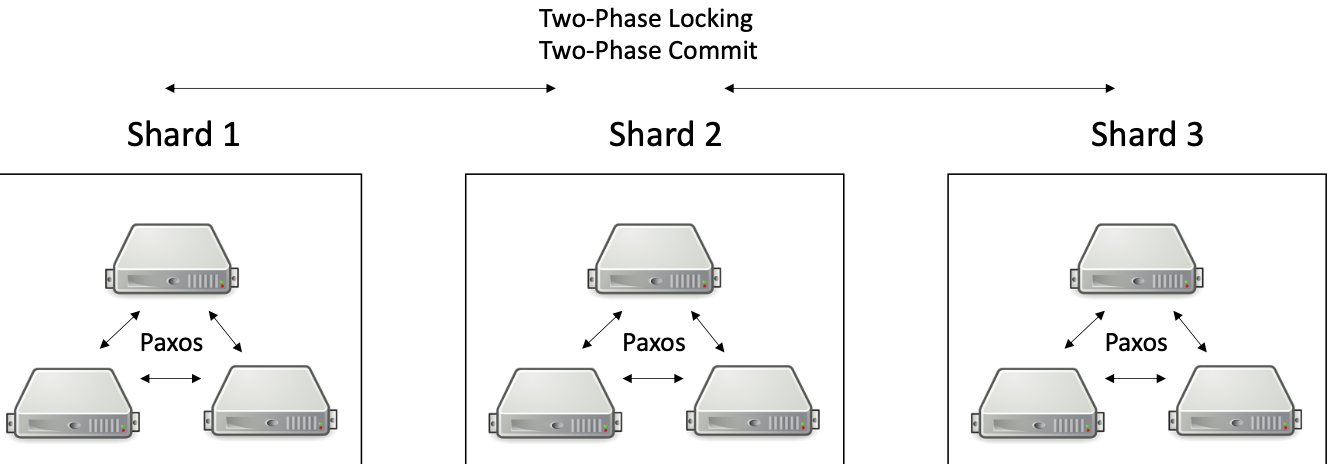 Two-Phase Locking
Two-Phase Commit
Shard 1
Shard 2
Shard 3
Paxos
Paxos
Paxos